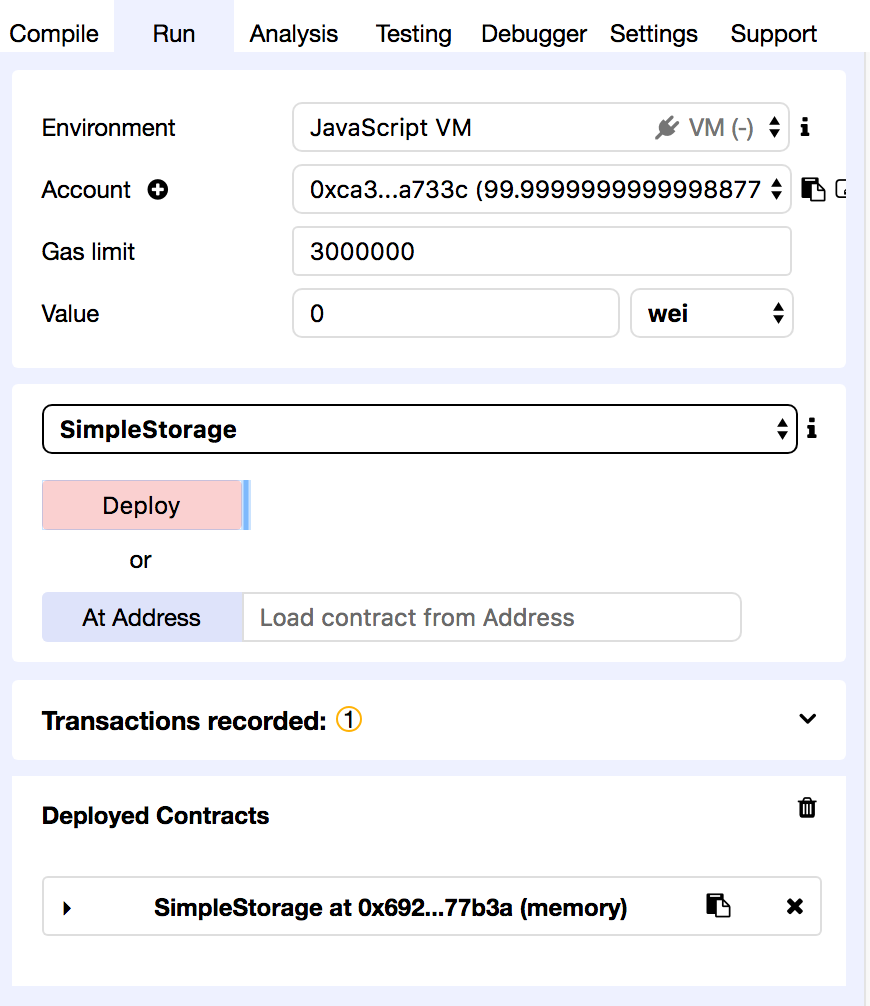 Compile Run Analysis Testing Debugger Settings Support
Environment JavaScript VM VM (-)
Account 0xca3...a733c (99.9999999999998877
Gas limit 3000000
Value 0 wei
SimpleStorage
Deploy
or
At Address Load contract from Address
Transactions recorded: 1
Deployed Contracts
SimpleStorage at 0x692...77b3a (memory)